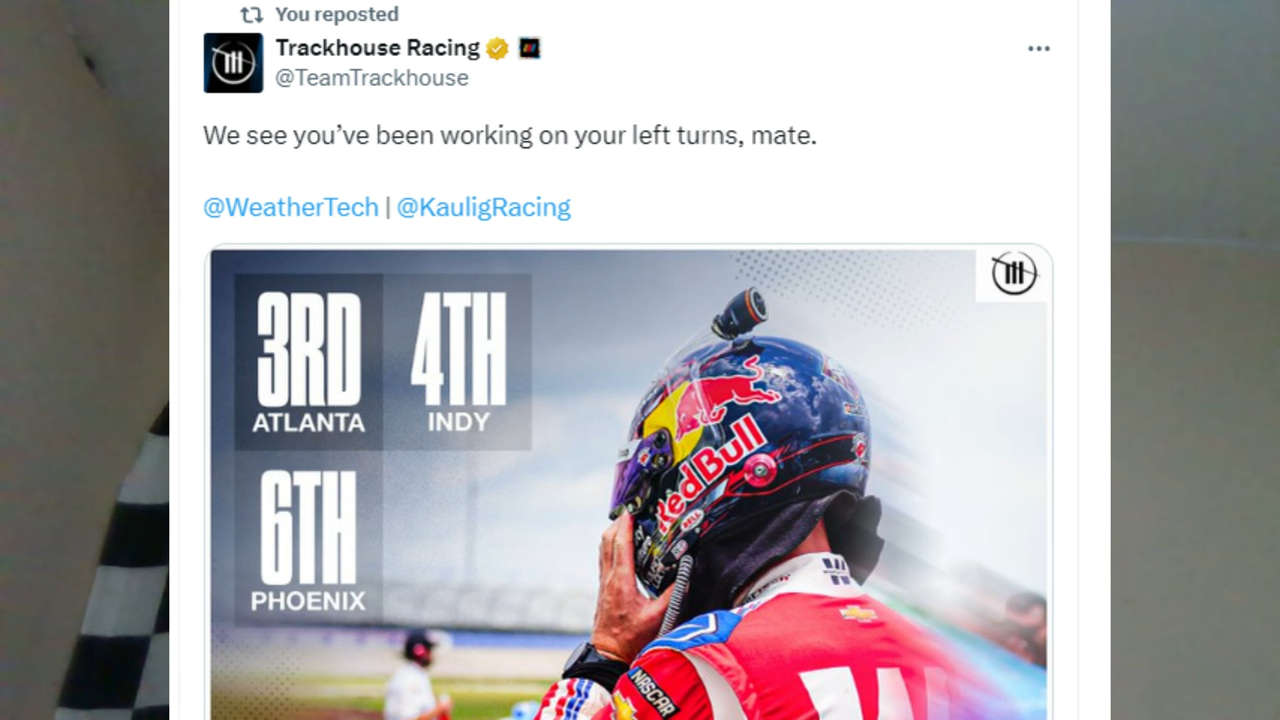 You reposted
Trackhouse Racing
@TeamTrackhouse
We see you’ve been working on your left turns, mate.
@WeatherTech | @KauligRacing
3RD
ATLANTA
4TH
INDY
6TH
PHOENIX
Red Bull
BELL
NASCAR